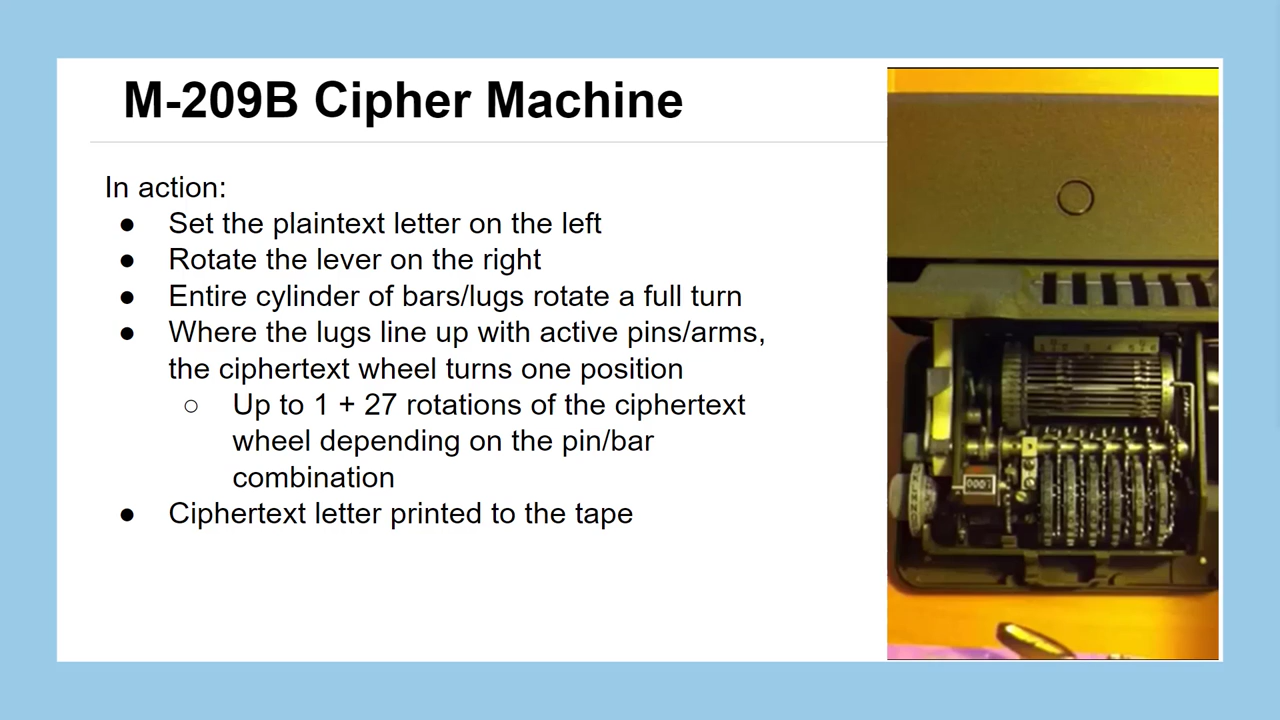 M-209B Cipher Machine
In action:
● Set the plaintext letter on the left
● Rotate the lever on the right
● Entire cylinder of bars/lugs rotate a full turn
● Where the lugs line up with active pins/arms,
the ciphertext wheel turns one position
○ Up to 1 + 27 rotations of the ciphertext
wheel depending on the pin/bar
combination
● Ciphertext letter printed to the tape